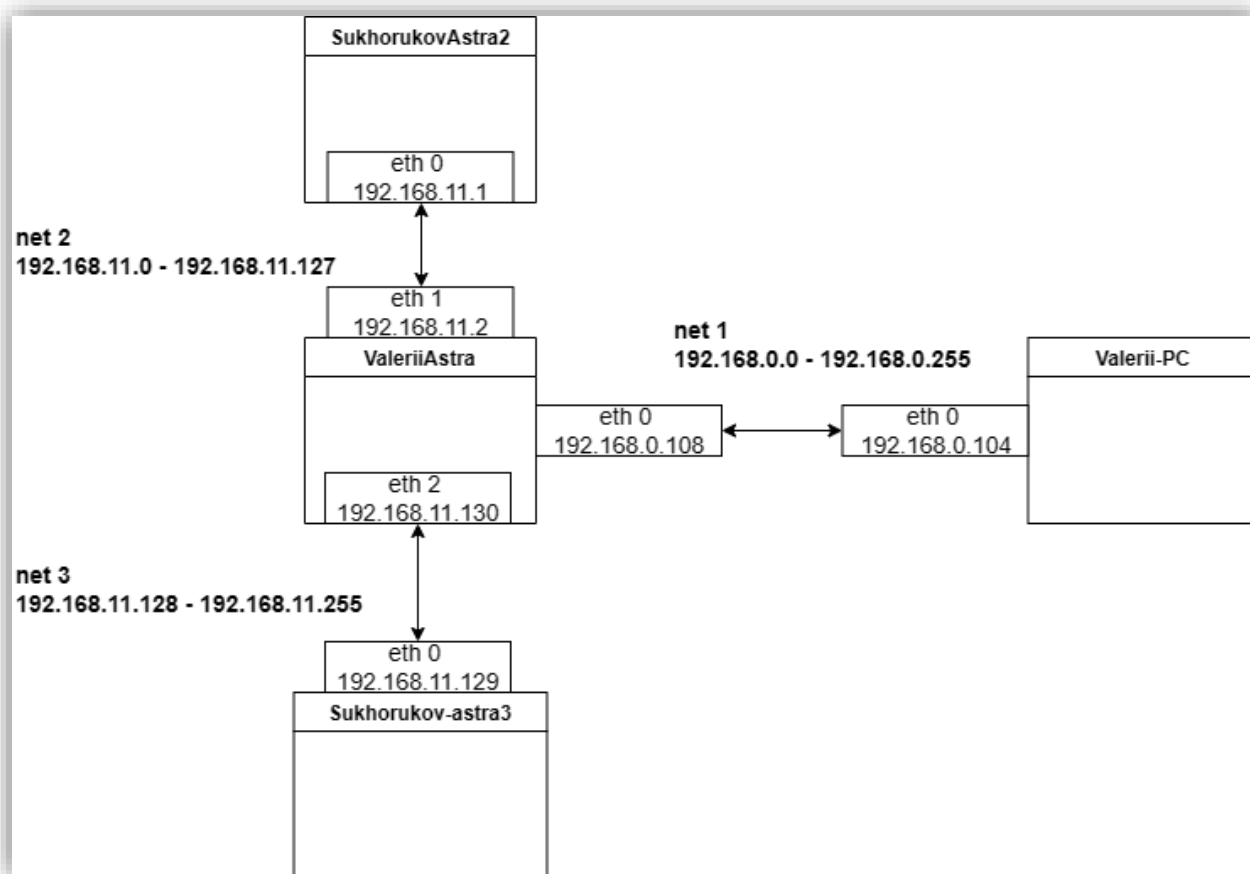 SukhorukovAstra2
eth 0
192.168.11.1
net 2
192.168.11.0 - 192.168.11.127
eth 1
192.168.11.2
ValeriiAstra
net 1
192.168.0.0 - 192.168.0.255
Valerii-PC
eth 0
192.168.0.108
eth 0
192.168.0.104
eth 2
192.168.11.130
net 3
192.168.11.128 - 192.168.11.255
eth 0
192.168.11.129
Sukhorukov-astra3